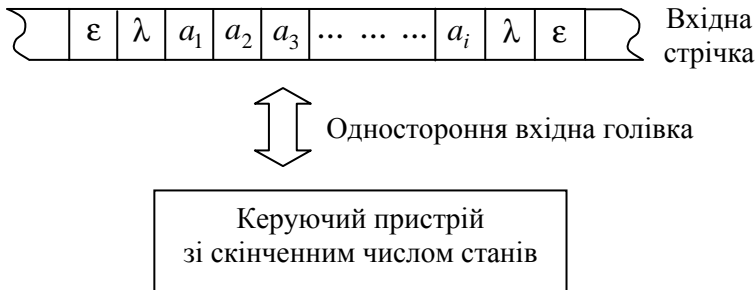 ε λ a₁ a₂ a₃ ... ... ... aᵢ λ ε
Вхідна
стрічка
Одностороння вхідна голівка
Керуючий пристрій
зі скінченним числом станів